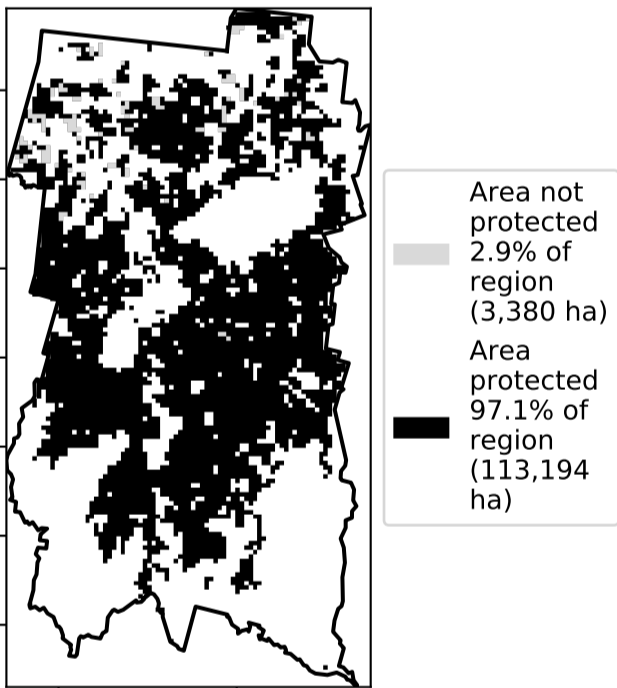 Area not
protected
2.9% of
region
(3,380 ha)
Area
protected
97.1% of
region
(113,194
ha)